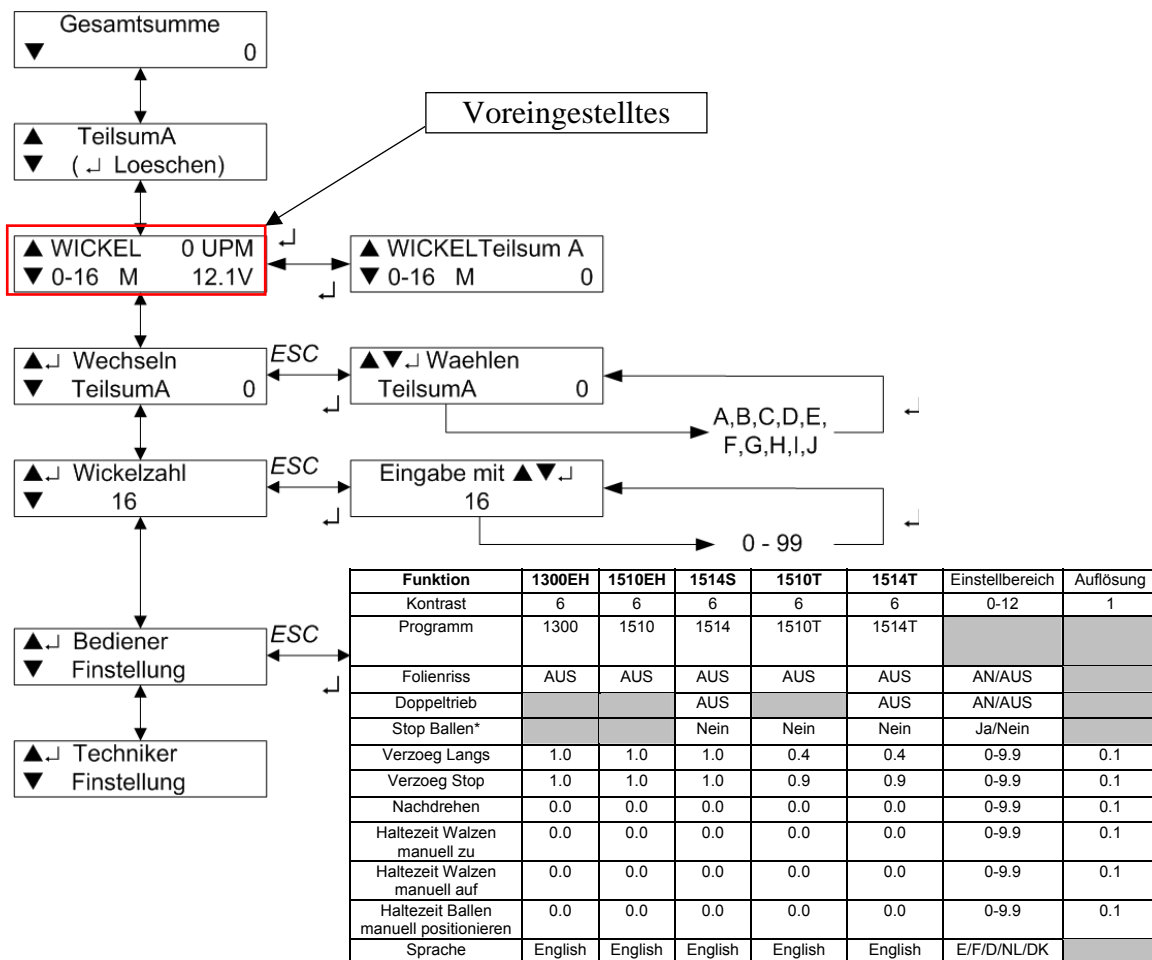 Gesamtsumme
▼ 0
Voreingestelltes
▲ TeilsumA
▼ ( ↵ Loeschen)
▲ WICKEL 0 UPM
▼ 0-16 M 12.1V
↵
↵
▲ WICKELTeilsum A
▼ 0-16 M 0
▲↵ Wechseln
▼ TeilsumA 0
ESC
↵
▲▼↵ Waehlen
TeilsumA 0
A,B,C,D,E,
F,G,H,I,J
↵
▲↵ Wickelzahl
▼ 16
ESC
↵
Eingabe mit ▲▼↵
16
0 - 99
↵
▲↵ Bediener
▼ Finstellung
ESC
↵
▲↵ Techniker
▼ Finstellung
Funktion 1300EH 1510EH 1514S 1510T 1514T Einstellbereich Auflösung
Kontrast 6 6 6 6 6 0-12 1
Programm 1300 1510 1514 1510T 1514T
Folienriss AUS AUS AUS AUS AUS AN/AUS
Doppeltrieb AUS AUS AN/AUS
Stop Ballen* Nein Nein Nein Ja/Nein
Verzoeg Langs 1.0 1.0 1.0 0.4 0.4 0-9.9 0.1
Verzoeg Stop 1.0 1.0 1.0 0.9 0.9 0-9.9 0.1
Nachdrehen 0.0 0.0 0.0 0.0 0.0 0-9.9 0.1
Haltezeit Walzen 0.0 0.0 0.0 0.0 0.0 0-9.9 0.1
manuell zu
Haltezeit Walzen 0.0 0.0 0.0 0.0 0.0 0-9.9 0.1
manuell auf
Haltezeit Ballen 0.0 0.0 0.0 0.0 0.0 0-9.9 0.1
manuell positionieren
Sprache English English English English English E/F/D/NL/DK